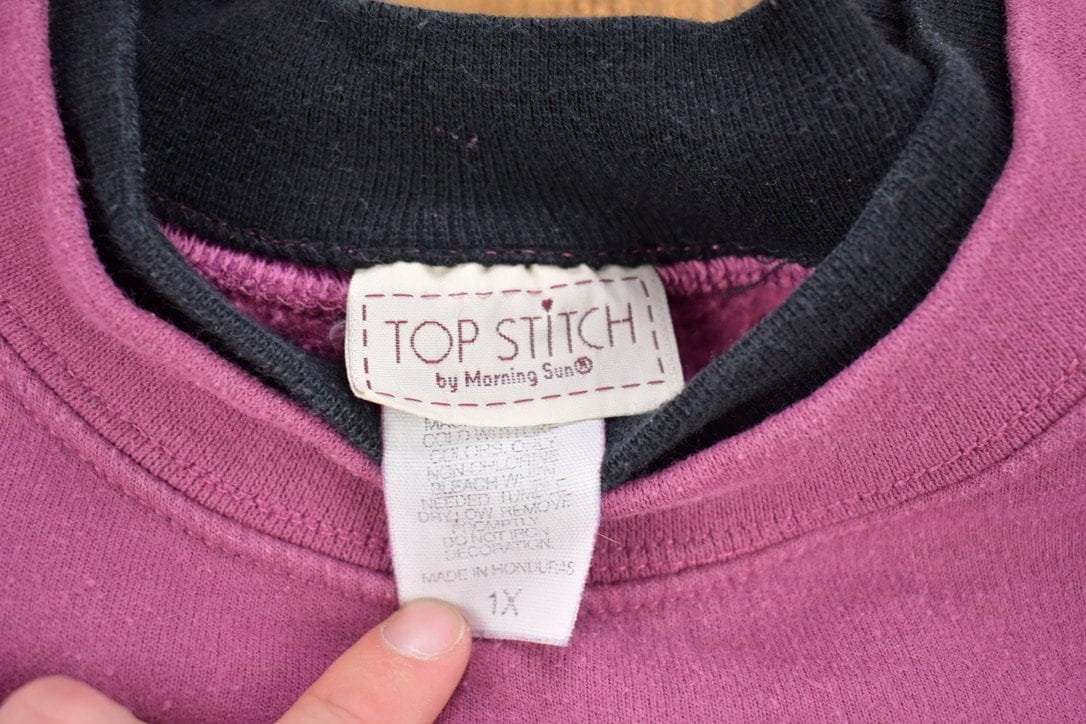 TOP STiTCH
by Morning Sun®
COLD WITH LIKE
COLORS. ONLY
NON-CHLORINE
BLEACH WHEN
NEEDED. TUMBLE
DRY LOW. REMOVE
PROMPTLY
DO NOT IRON
DECORATION.
MADE IN HONDURAS
1X